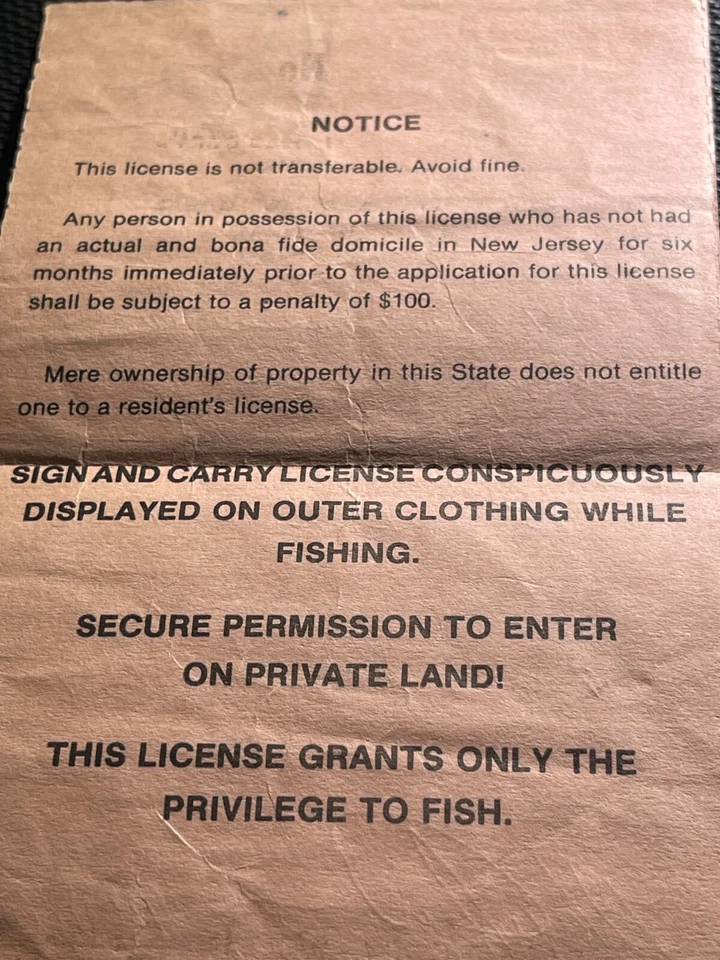 NOTICE
This license is not transferable. Avoid fine.
Any person in possession of this license who has not had
an actual and bona fide domicile in New Jersey for six
months immediately prior to the application for this license
shall be subject to a penalty of $100.
Mere ownership of property in this State does not entitle
one to a resident's license.
SIGN AND CARRY LICENSE CONSPICUOUSLY
DISPLAYED ON OUTER CLOTHING WHILE
FISHING.
SECURE PERMISSION TO ENTER
ON PRIVATE LAND!
THIS LICENSE GRANTS ONLY THE
PRIVILEGE TO FISH.